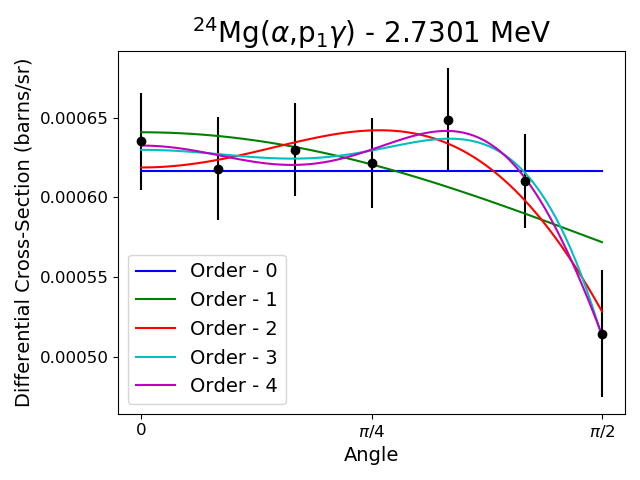 ²⁴Mg(α,p₁γ) - 2.7301 MeV
Differential Cross-Section (barns/sr)
0.00065
0.00060
0.00055
0.00050
Order - 0
Order - 1
Order - 2
Order - 3
Order - 4
0 π/4 π/2
Angle